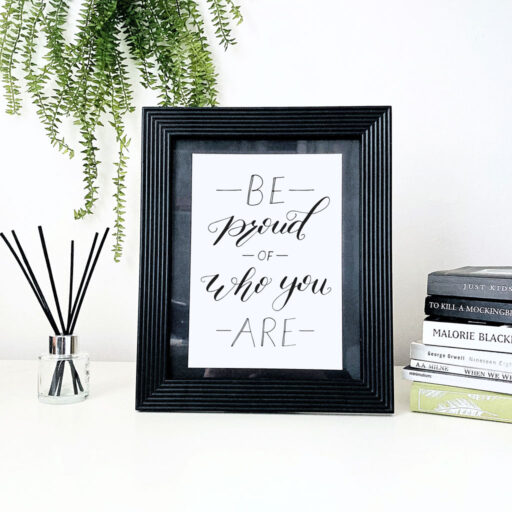 BE
proud
OF
who you
ARE
JUST KIDS
TO KILL A MOCKINGB
MALORIE BLACK
George Orwell Nineteen Eigh
A.A. MILNE WHEN WE WE